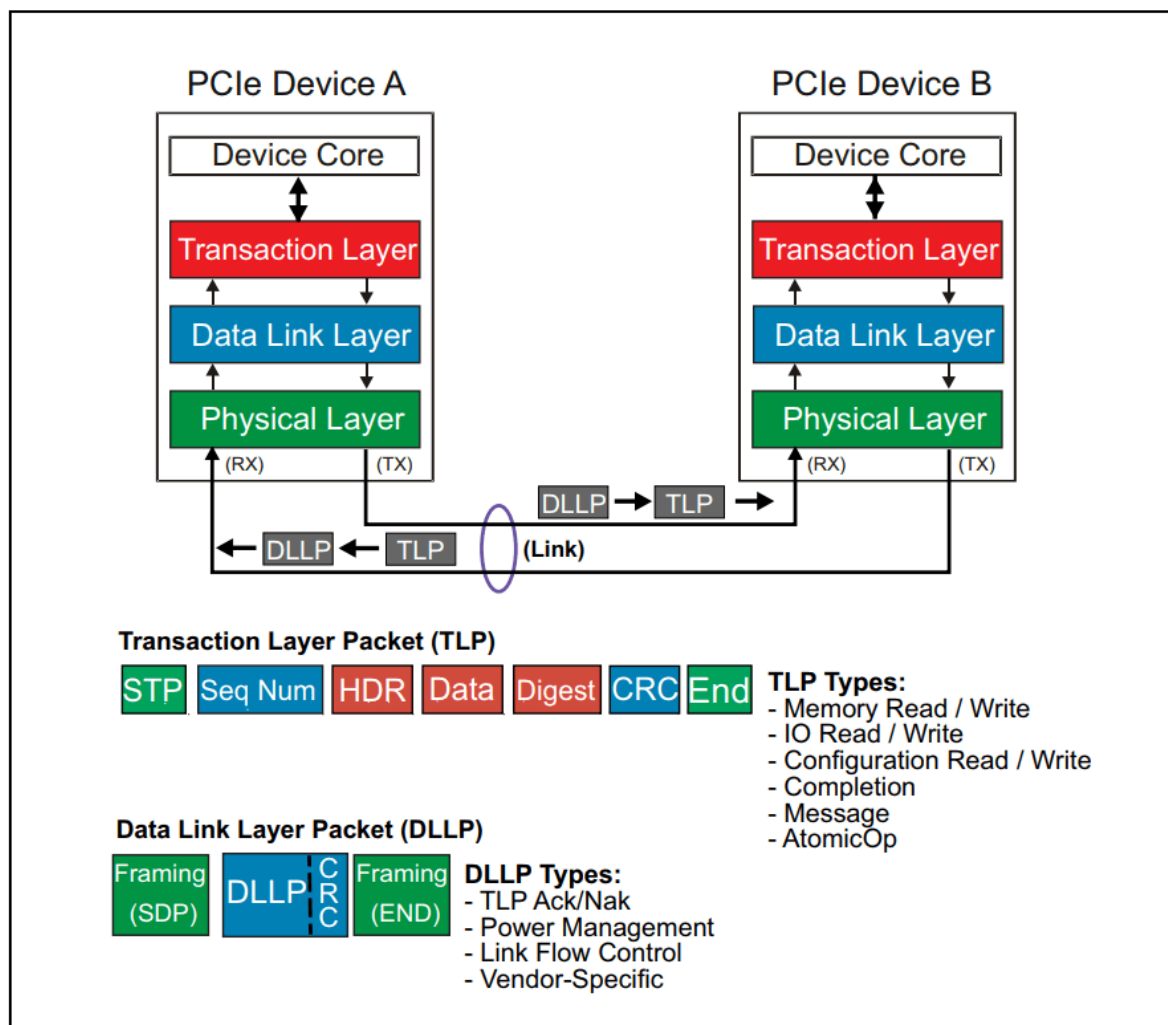 PCIe Device A
PCIe Device B
Device Core
Device Core
Transaction Layer
Transaction Layer
Data Link Layer
Data Link Layer
Physical Layer
Physical Layer
(RX)
(TX)
(RX)
(TX)
DLLP
TLP
DLLP
TLP
(Link)
Transaction Layer Packet (TLP)
STP
Seq Num
HDR
Data
Digest
CRC
End
TLP Types:
- Memory Read / Write
- IO Read / Write
- Configuration Read / Write
- Completion
- Message
- AtomicOp
Data Link Layer Packet (DLLP)
Framing
(SDP)
DLLP
CRC
Framing
(END)
DLLP Types:
- TLP Ack/Nak
- Power Management
- Link Flow Control
- Vendor-Specific